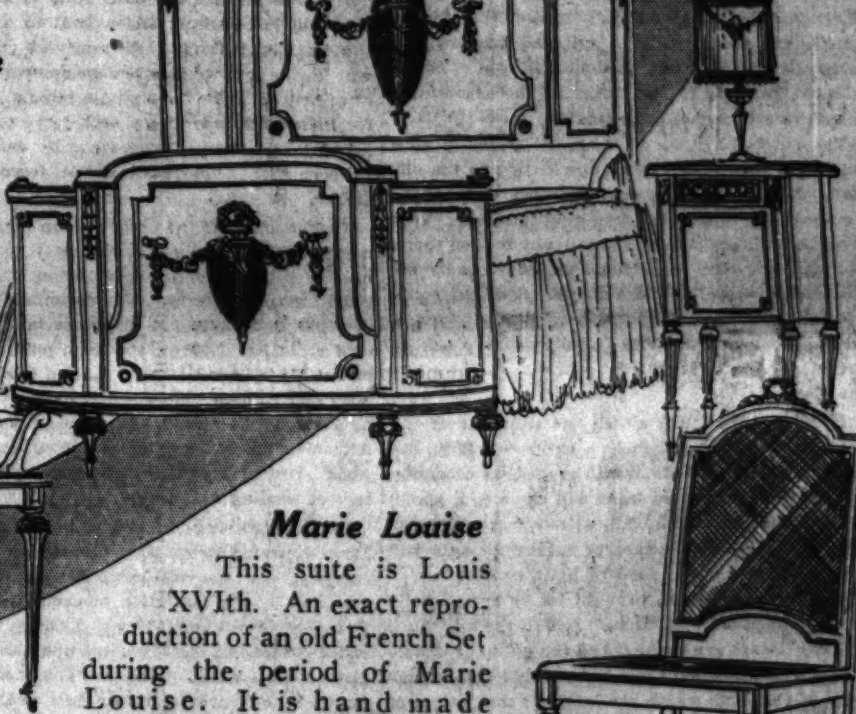 Marie Louise
This suite is Louis
XVIth. An exact repro-
duction of an old French Set
during the period of Marie
Louise. It is hand made